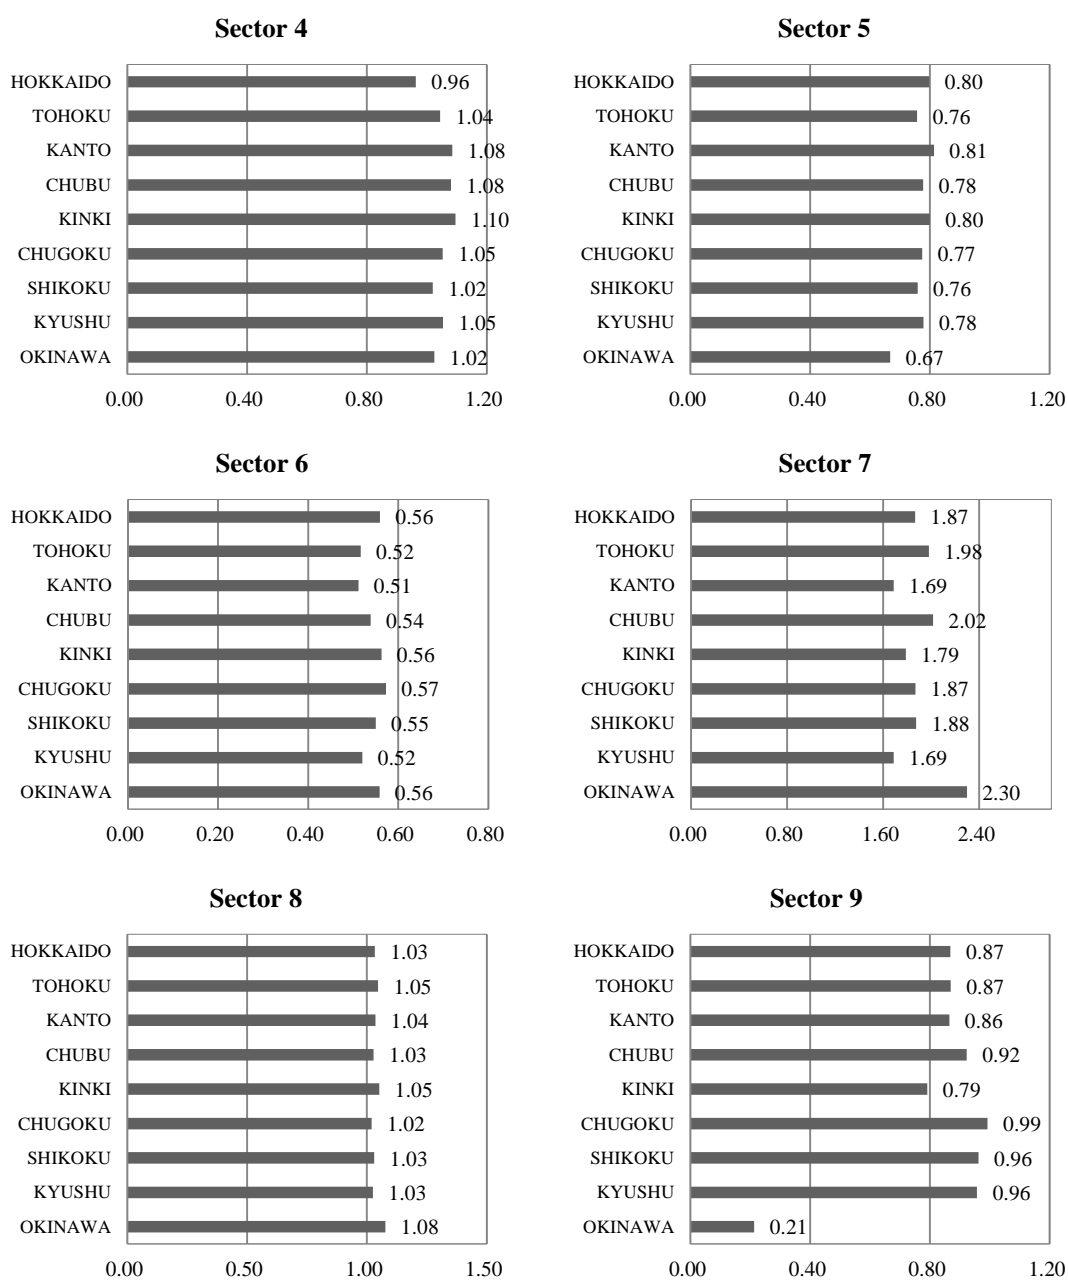 Sector 4
HOKKAIDO 0.96
TOHOKU 1.04
KANTO 1.08
CHUBU 1.08
KINKI 1.10
CHUGOKU 1.05
SHIKOKU 1.02
KYUSHU 1.05
OKINAWA 1.02
0.00 0.40 0.80 1.20
Sector 5
HOKKAIDO 0.80
TOHOKU 0.76
KANTO 0.81
CHUBU 0.78
KINKI 0.80
CHUGOKU 0.77
SHIKOKU 0.76
KYUSHU 0.78
OKINAWA 0.67
0.00 0.40 0.80 1.20
Sector 6
HOKKAIDO 0.56
TOHOKU 0.52
KANTO 0.51
CHUBU 0.54
KINKI 0.56
CHUGOKU 0.57
SHIKOKU 0.55
KYUSHU 0.52
OKINAWA 0.56
0.00 0.20 0.40 0.60 0.80
Sector 7
HOKKAIDO 1.87
TOHOKU 1.98
KANTO 1.69
CHUBU 2.02
KINKI 1.79
CHUGOKU 1.87
SHIKOKU 1.88
KYUSHU 1.69
OKINAWA 2.30
0.00 0.80 1.60 2.40
Sector 8
HOKKAIDO 1.03
TOHOKU 1.05
KANTO 1.04
CHUBU 1.03
KINKI 1.05
CHUGOKU 1.02
SHIKOKU 1.03
KYUSHU 1.03
OKINAWA 1.08
0.00 0.50 1.00 1.50
Sector 9
HOKKAIDO 0.87
TOHOKU 0.87
KANTO 0.86
CHUBU 0.92
KINKI 0.79
CHUGOKU 0.99
SHIKOKU 0.96
KYUSHU 0.96
OKINAWA 0.21
0.00 0.40 0.80 1.20